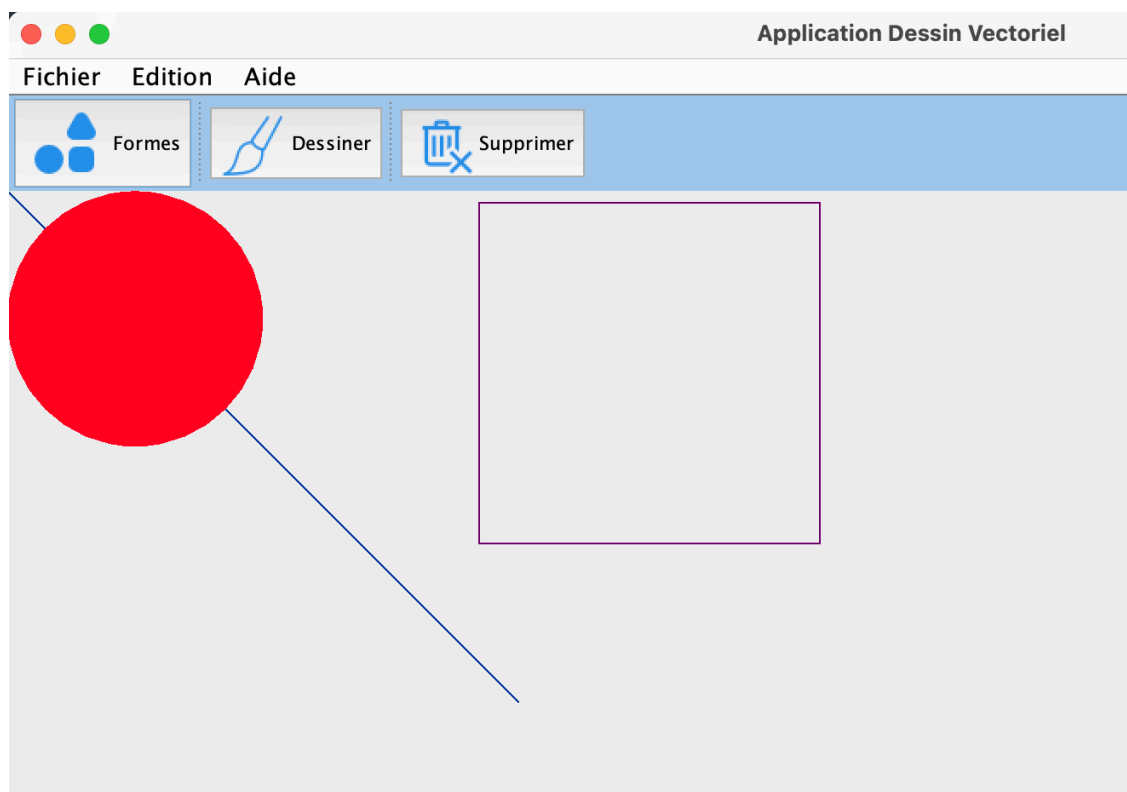 Application Dessin Vectoriel
Fichier Edition Aide
Formes Dessiner Supprimer